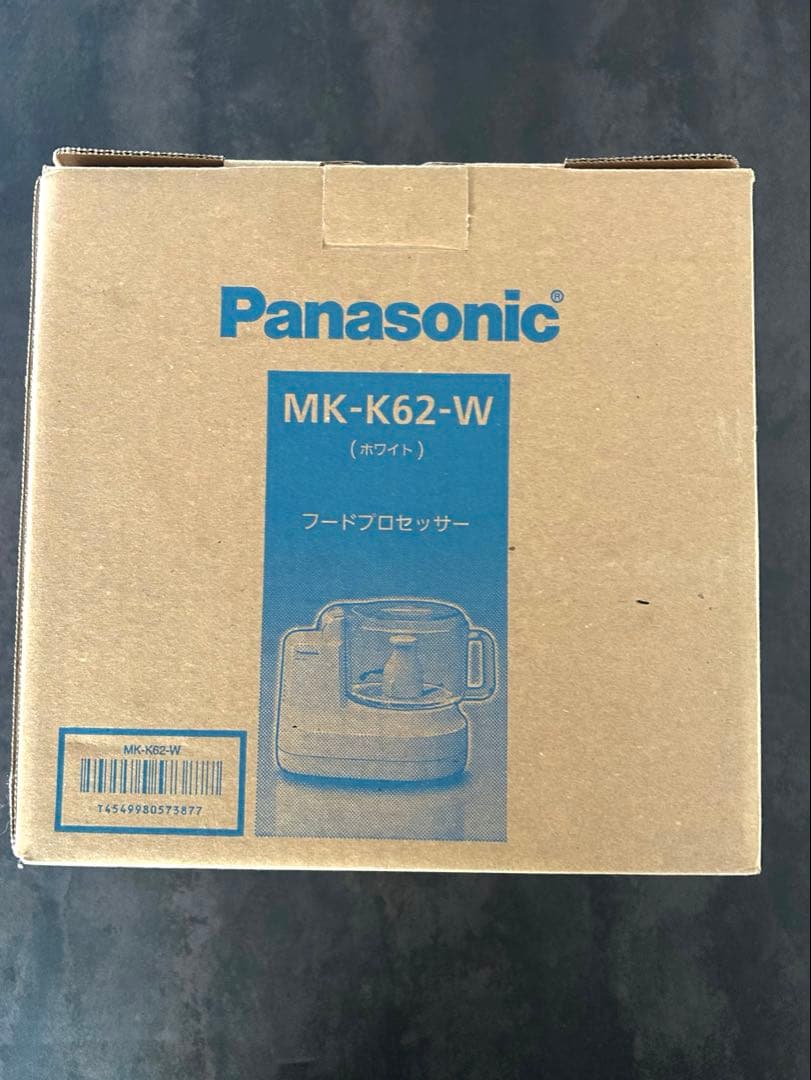 Panasonic®
MK-K62-W
(ホワイト)
フードプロセッサー
MK-K62-W
T4549980573877